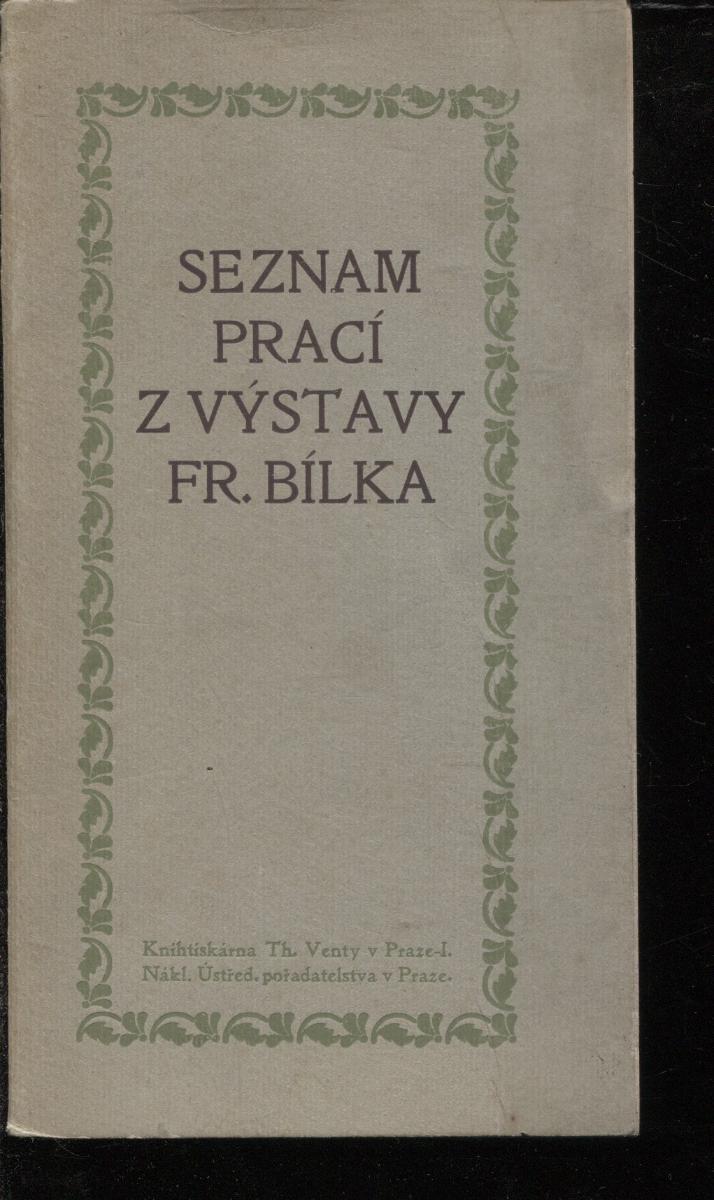 SEZNAM
PRACÍ
Z VÝSTAVY
FR. BÍLKA
Knihtiskárna Th. Venty v Praze-I.
Nákl. Ústřed. pořadatelstva v Praze.